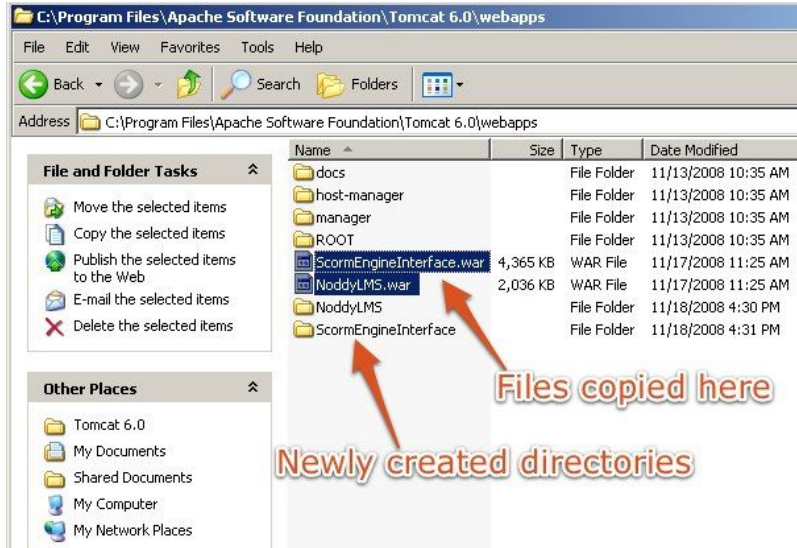 C:\Program Files\Apache Software Foundation\Tomcat 6.0\webapps
File Edit View Favorites Tools Help
Back Search Folders
Address C:\Program Files\Apache Software Foundation\Tomcat 6.0\webapps
File and Folder Tasks
Move the selected items
Copy the selected items
Publish the selected items
to the Web
E-mail the selected items
Delete the selected items
Other Places
Tomcat 6.0
My Documents
Shared Documents
My Computer
My Network Places
Name Size Type Date Modified
docs File Folder 11/13/2008 10:35 AM
host-manager File Folder 11/13/2008 10:35 AM
manager File Folder 11/13/2008 10:35 AM
ROOT File Folder 11/13/2008 10:35 AM
ScormEngineInterface.war 4,365 KB WAR File 11/17/2008 11:25 AM
NoddyLMS.war 2,036 KB WAR File 11/17/2008 11:25 AM
NoddyLMS File Folder 11/18/2008 4:30 PM
ScormEngineInterface File Folder 11/18/2008 4:31 PM
Files copied here
Newly created directories